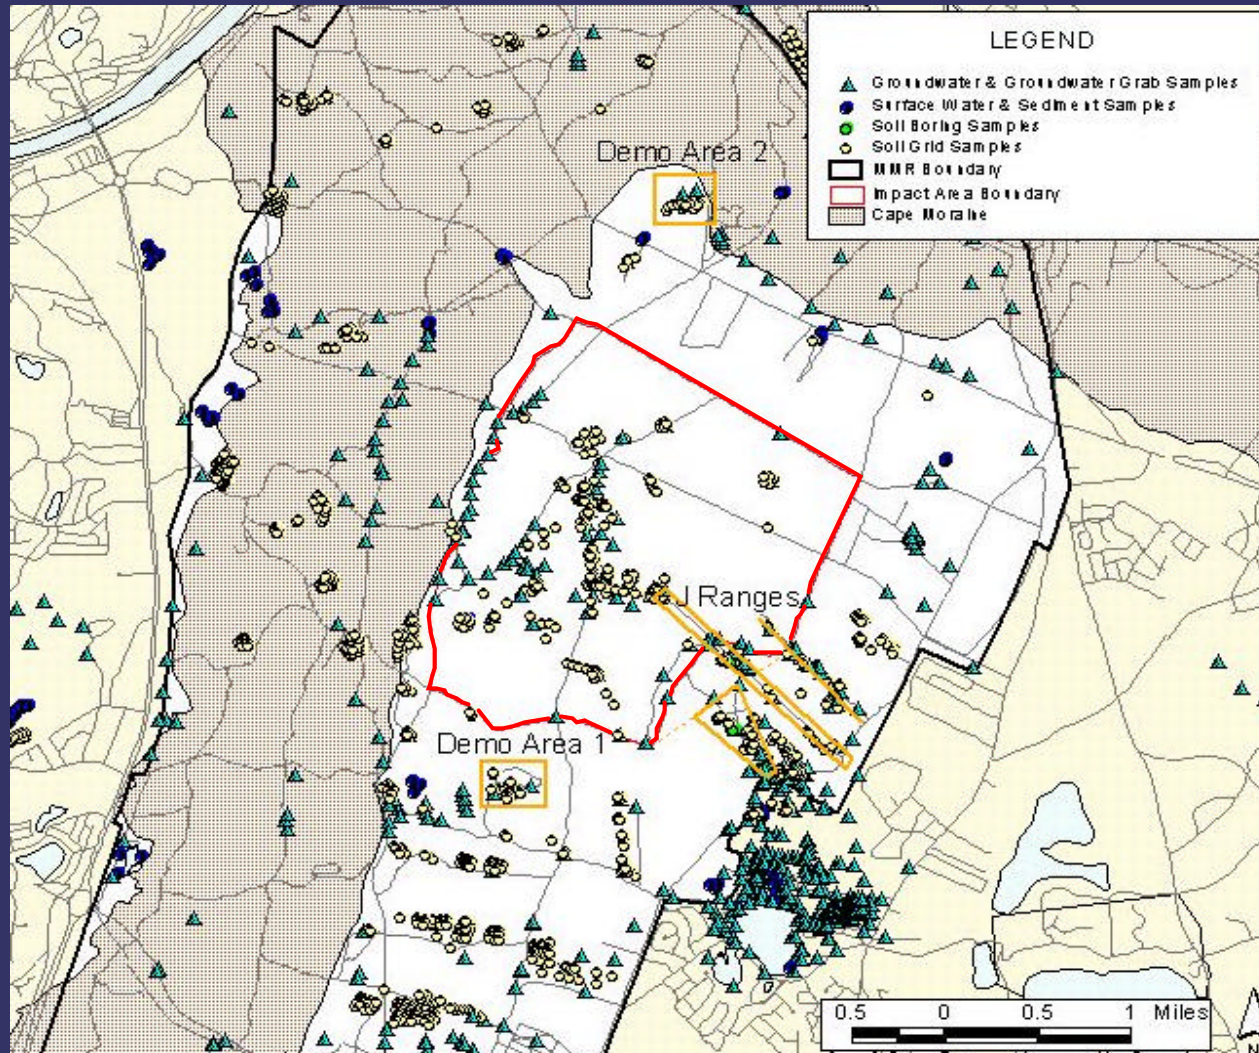 LEGEND
Groundwater & Groundwater Grab Samples
Surface Water & Sediment Samples
Soil Boring Samples
Soil Grid Samples
MMR Boundary
Impact Area Boundary
Cape Moraine
Demo Area 2
J Ranges
Demo Area 1
0.5 0 0.5 1 Miles
N